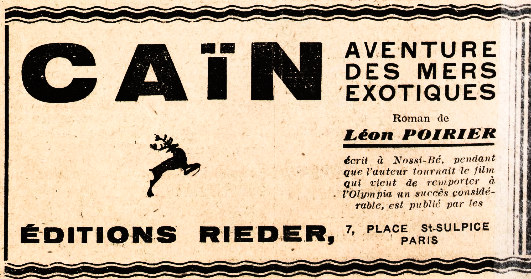 CAÏN
AVENTURE
DES MERS
EXOTIQUES
Roman de
Léon POIRIER
écrit à Nossi-Bé, pendant
que l'auteur tournait le film
qui vient de remporter à
l'Olympia un succès considé-
rable, est publié par les
ÉDITIONS RIEDER,
7, PLACE St-SULPICE
PARIS